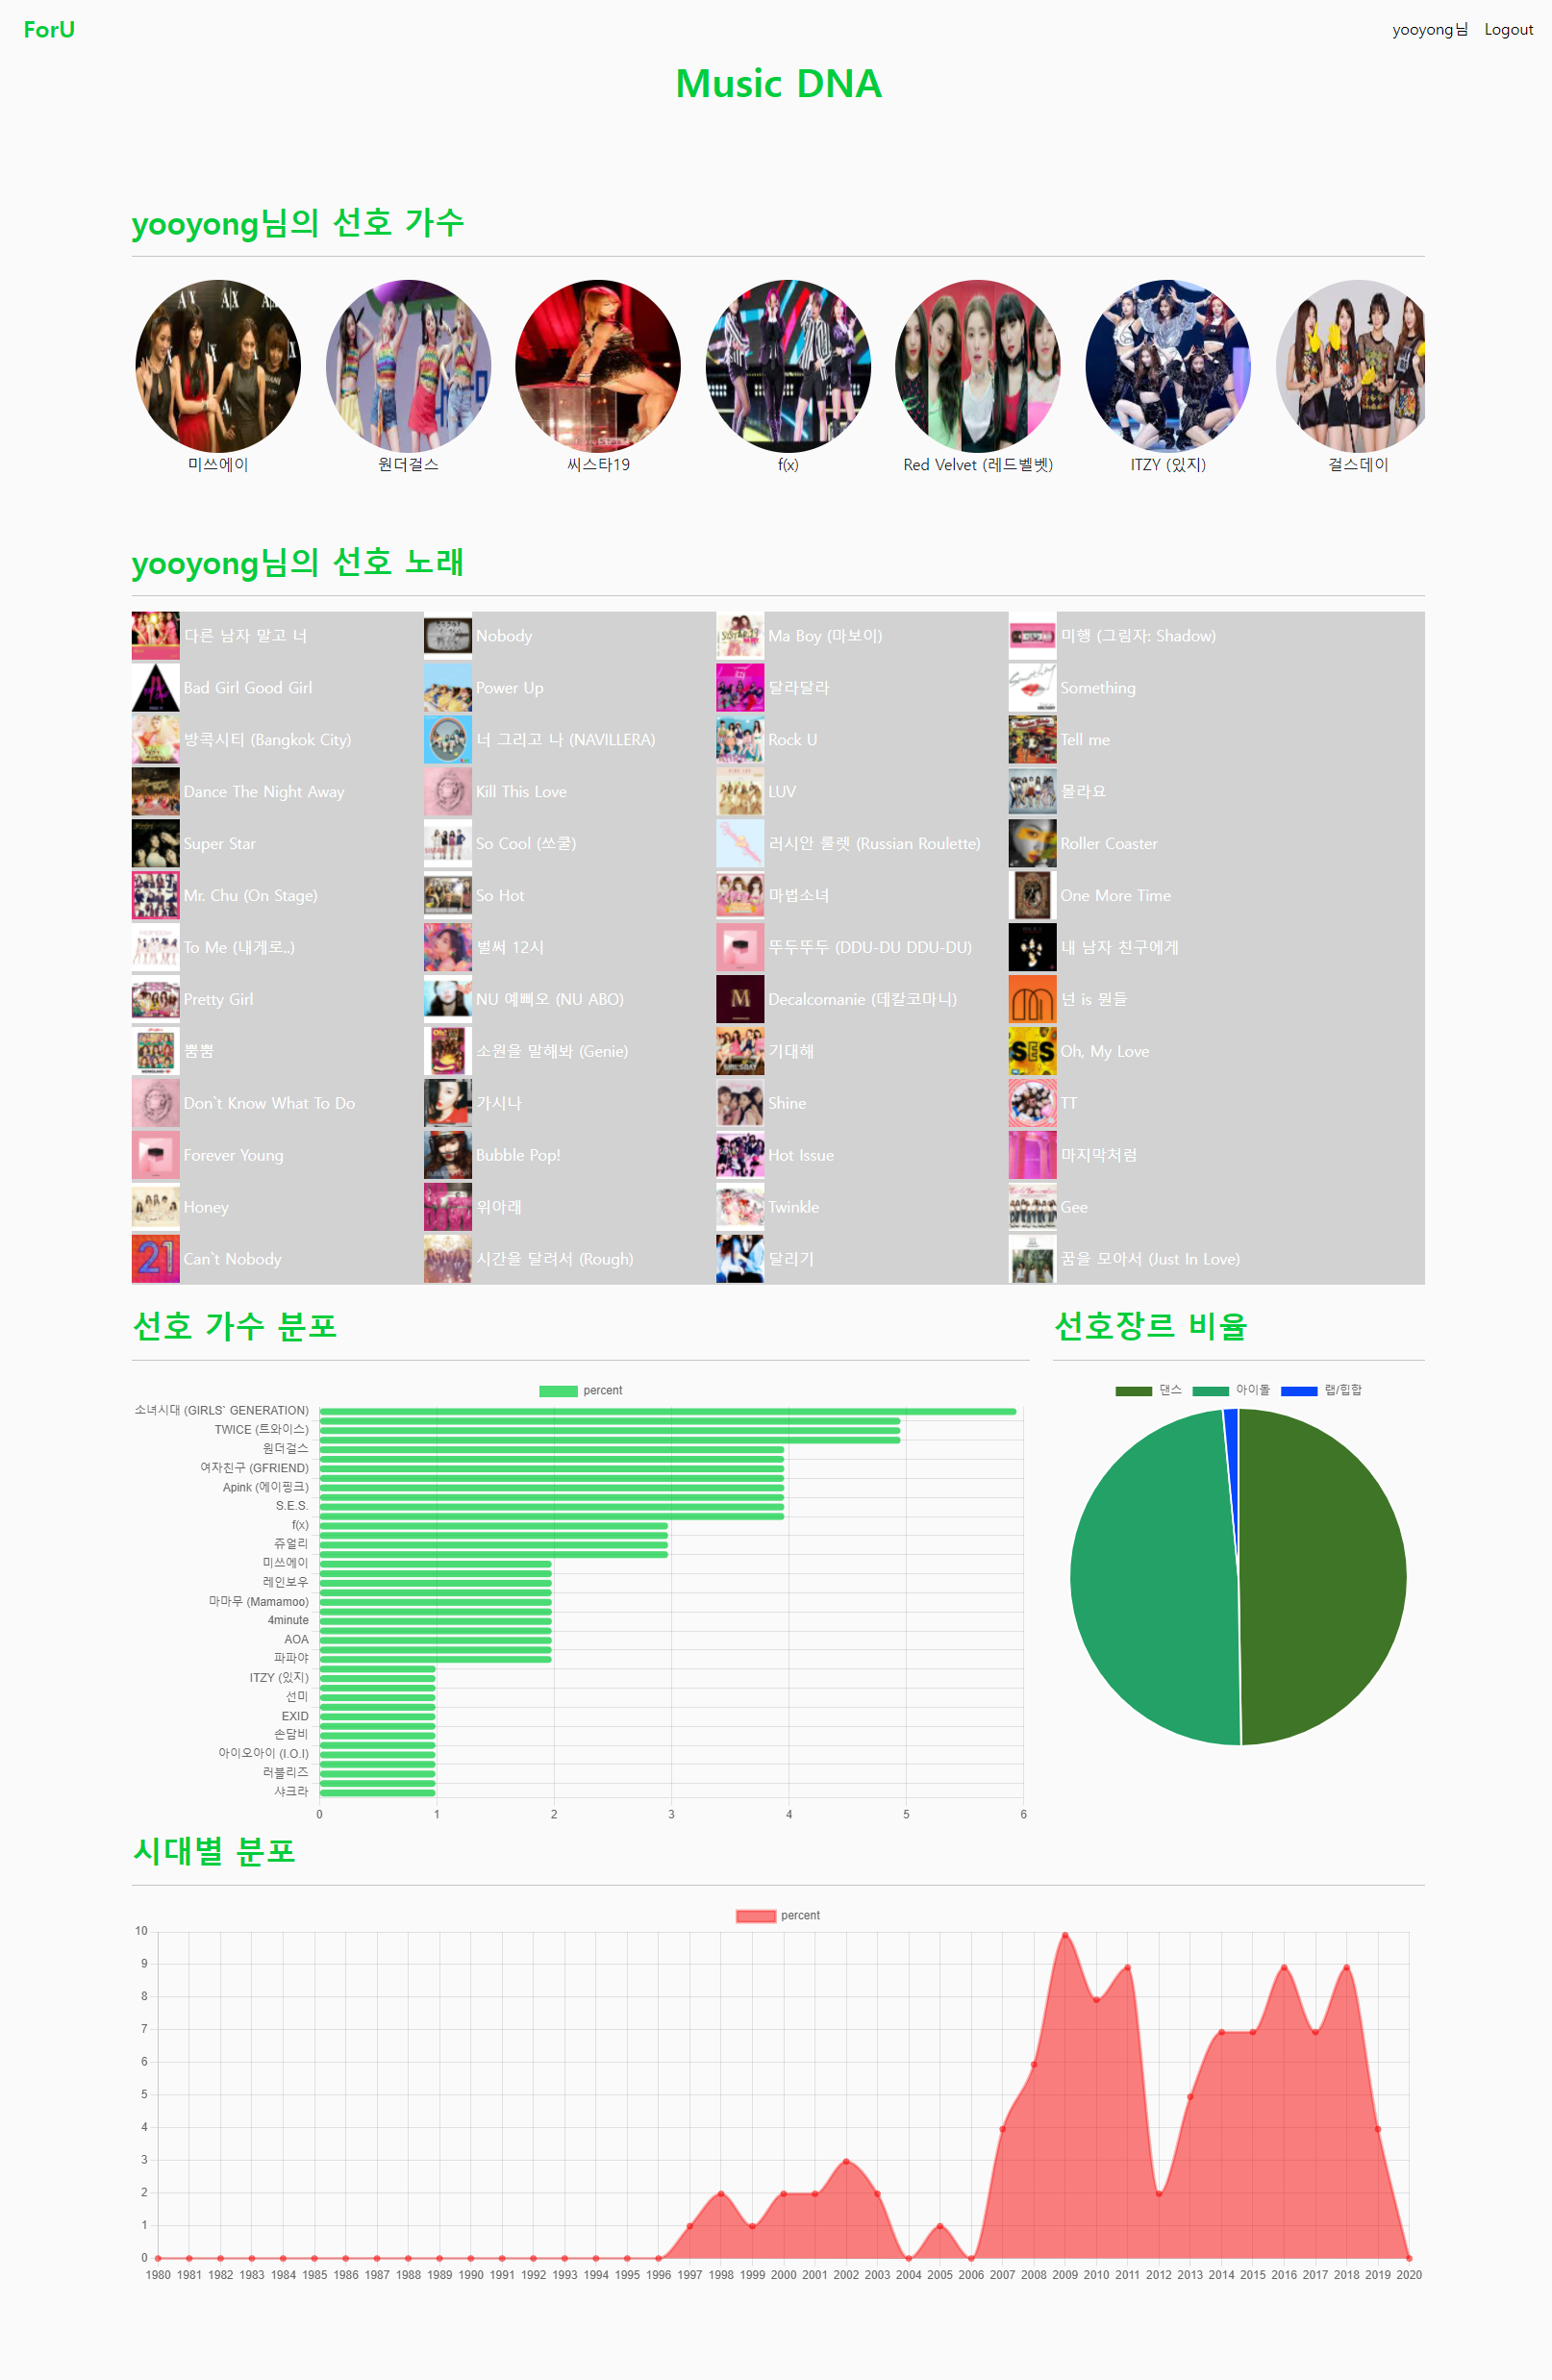 ForU
yooyong님 Logout
Music DNA
yooyong님의 선호 가수
미쓰에이 원더걸스 씨스타19 f(x) Red Velvet (레드벨벳) ITZY (있지) 걸스데이
yooyong님의 선호 노래
다른 남자 말고 너 Nobody Ma Boy (마보이) 미행 (그림자: Shadow)
Bad Girl Good Girl Power Up 달라달라 Something
방콕시티 (Bangkok City) 너 그리고 나 (NAVILLERA) Rock U Tell me
Dance The Night Away Kill This Love LUV 몰라요
Super Star So Cool (쏘쿨) 러시안 룰렛 (Russian Roulette) Roller Coaster
Mr. Chu (On Stage) So Hot 마법소녀 One More Time
To Me (내게로..) 벌써 12시 뚜두뚜두 (DDU-DU DDU-DU) 내 남자 친구에게
Pretty Girl NU 예삐오 (NU ABO) Decalcomanie (데칼코마니) 넌 is 뭔들
뿜뿜 소원을 말해봐 (Genie) 기대해 Oh, My Love
Don`t Know What To Do 가시나 Shine TT
Forever Young Bubble Pop! Hot Issue 마지막처럼
Honey 위아래 Twinkle Gee
Can`t Nobody 시간을 달려서 (Rough) 달리기 꿈을 모아서 (Just In Love)
선호 가수 분포
percent
소녀시대 (GIRLS` GENERATION)
TWICE (트와이스)
원더걸스
여자친구 (GFRIEND)
Apink (에이핑크)
S.E.S.
f(x)
쥬얼리
미쓰에이
레인보우
마마무 (Mamamoo)
4minute
AOA
파파야
ITZY (있지)
선미
EXID
손담비
아이오아이 (I.O.I)
러블리즈
샤크라
0 1 2 3 4 5 6
선호장르 비율
댄스 아이돌 랩/힙합
시대별 분포
percent
10
9
8
7
6
5
4
3
2
1
0
1980 1981 1982 1983 1984 1985 1986 1987 1988 1989 1990 1991 1992 1993 1994 1995 1996 1997 1998 1999 2000 2001 2002 2003 2004 2005 2006 2007 2008 2009 2010 2011 2012 2013 2014 2015 2016 2017 2018 2019 2020